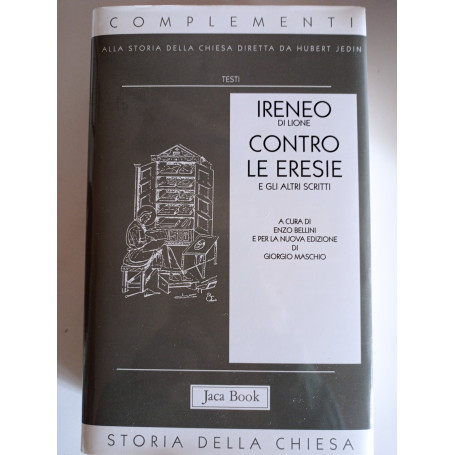 COMPLEMENTI
ALLA STORIA DELLA CHIESA DIRETTA DA HUBERT JEDIN
TESTI
IRENEO
DI LIONE
CONTRO
LE ERESIE
E GLI ALTRI SCRITTI
A CURA DI
ENZO BELLINI
E PER LA NUOVA EDIZIONE
DI
GIORGIO MASCHIO
Jaca Book
STORIA DELLA CHIESA